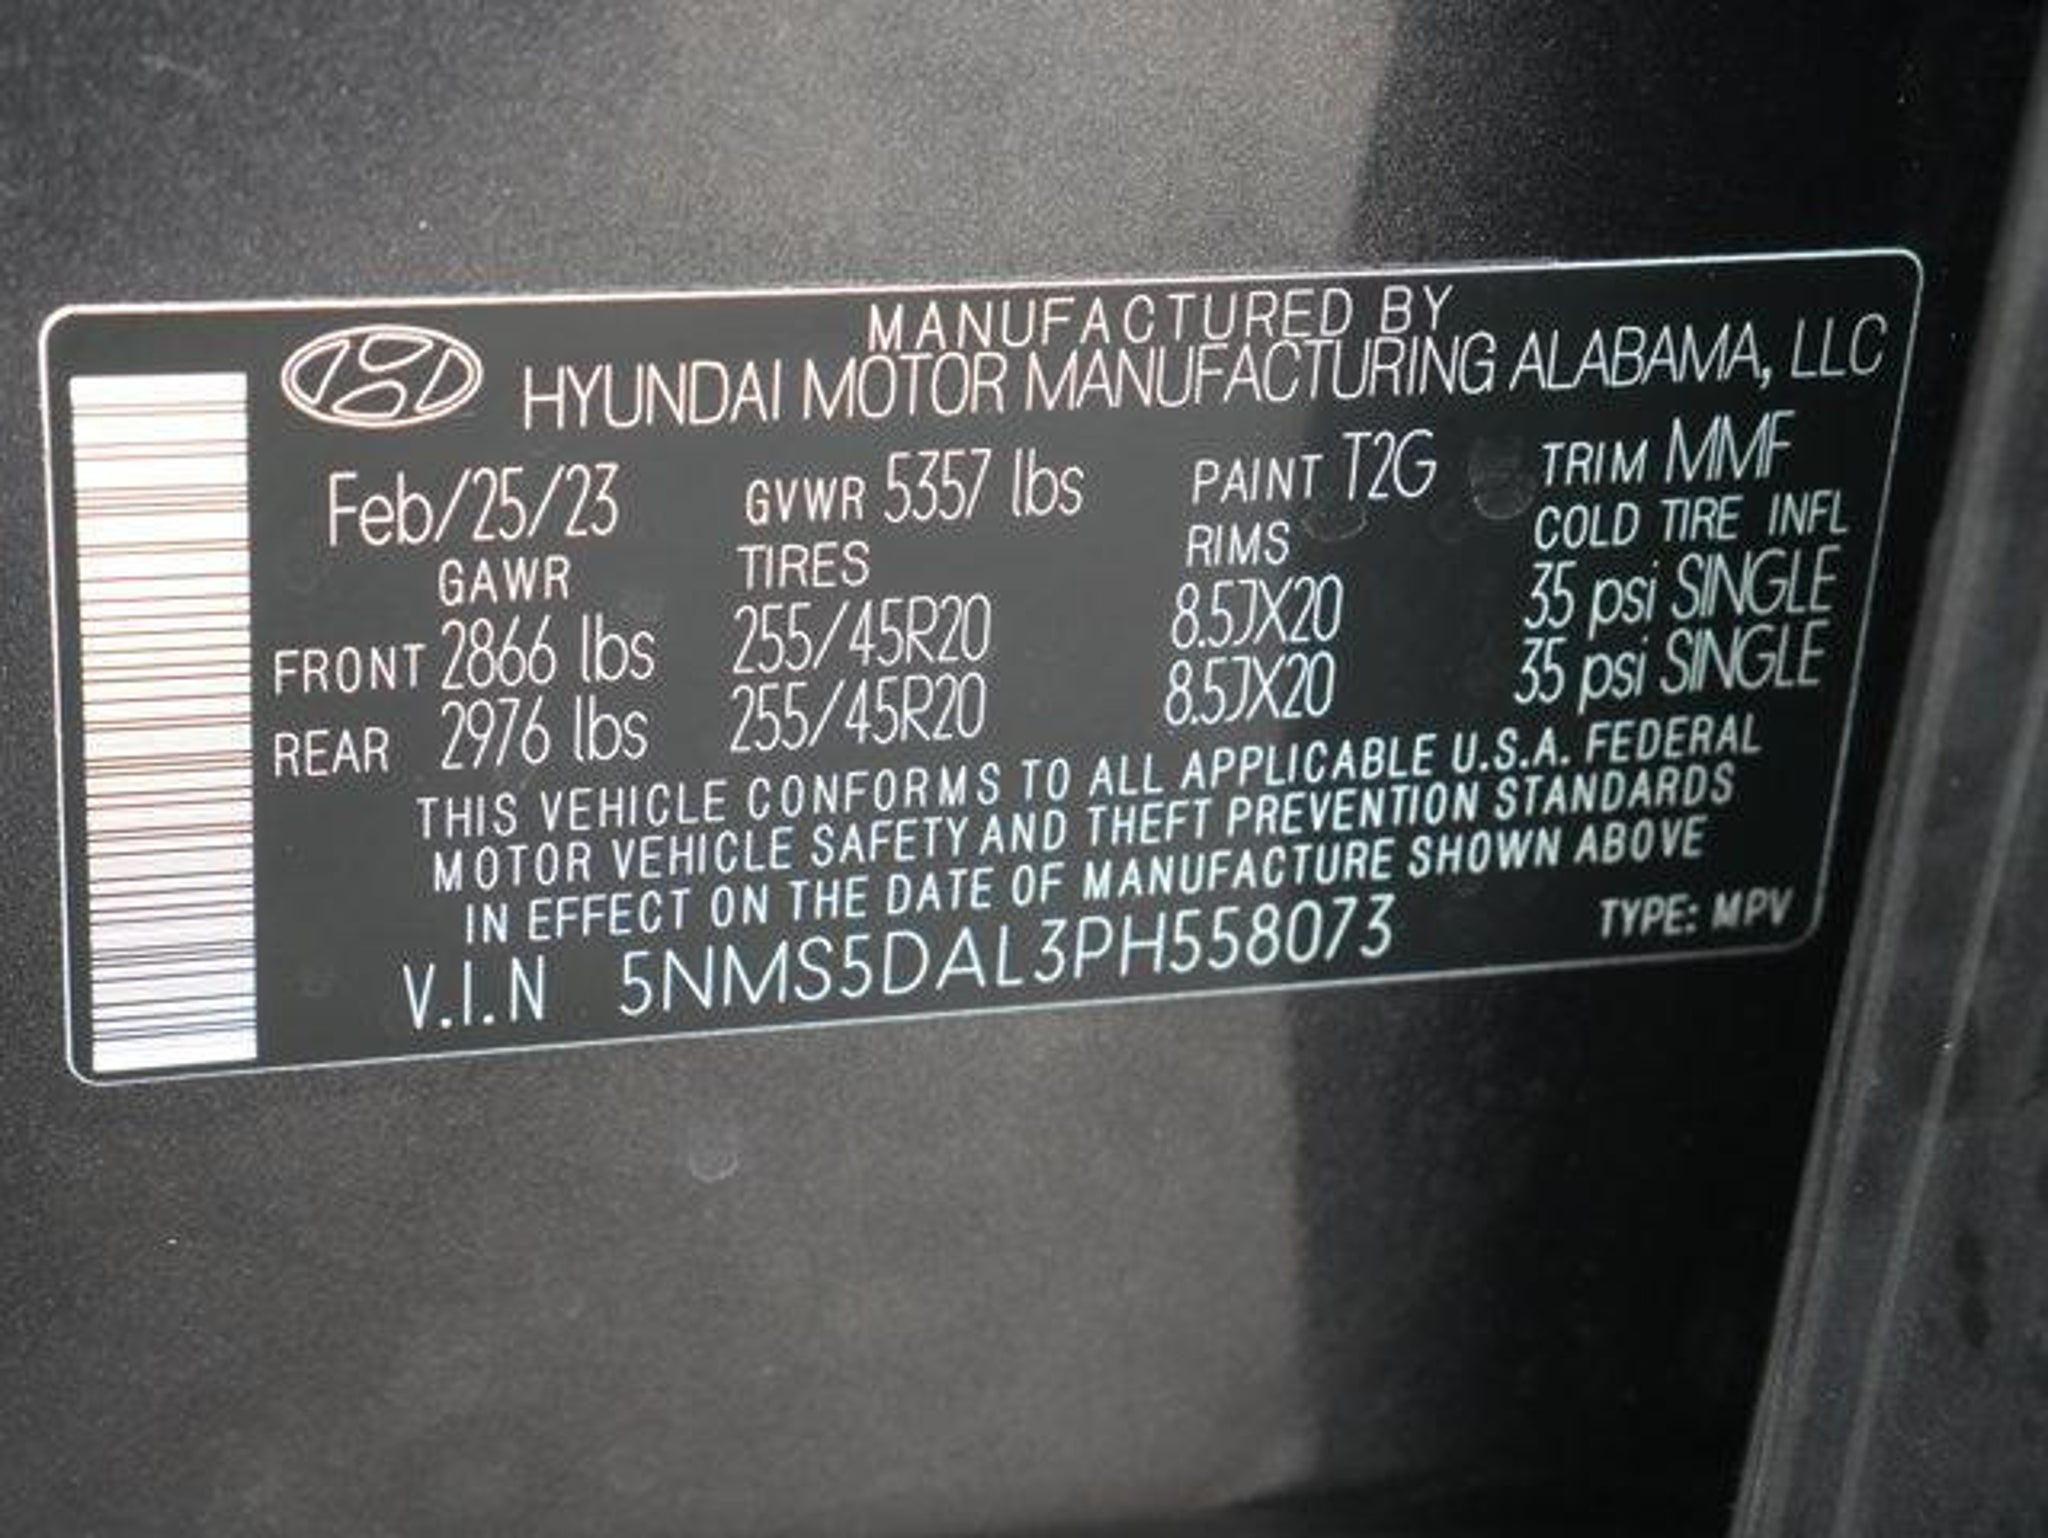 MANUFACTURED BY
HYUNDAI MOTOR MANUFACTURING ALABAMA, LLC
Feb/25/23 GVWR 5357 lbs PAINT T2G TRIM MMF
GAWR TIRES RIMS COLD TIRE INFL
FRONT 2866 lbs 255/45R20 8.5JX20 35 psi SINGLE
REAR 2976 lbs 255/45R20 8.5JX20 35 psi SINGLE
THIS VEHICLE CONFORMS TO ALL APPLICABLE U.S.A. FEDERAL
MOTOR VEHICLE SAFETY AND THEFT PREVENTION STANDARDS
IN EFFECT ON THE DATE OF MANUFACTURE SHOWN ABOVE
V.I.N 5NMS5DAL3PH558073 TYPE: MPV